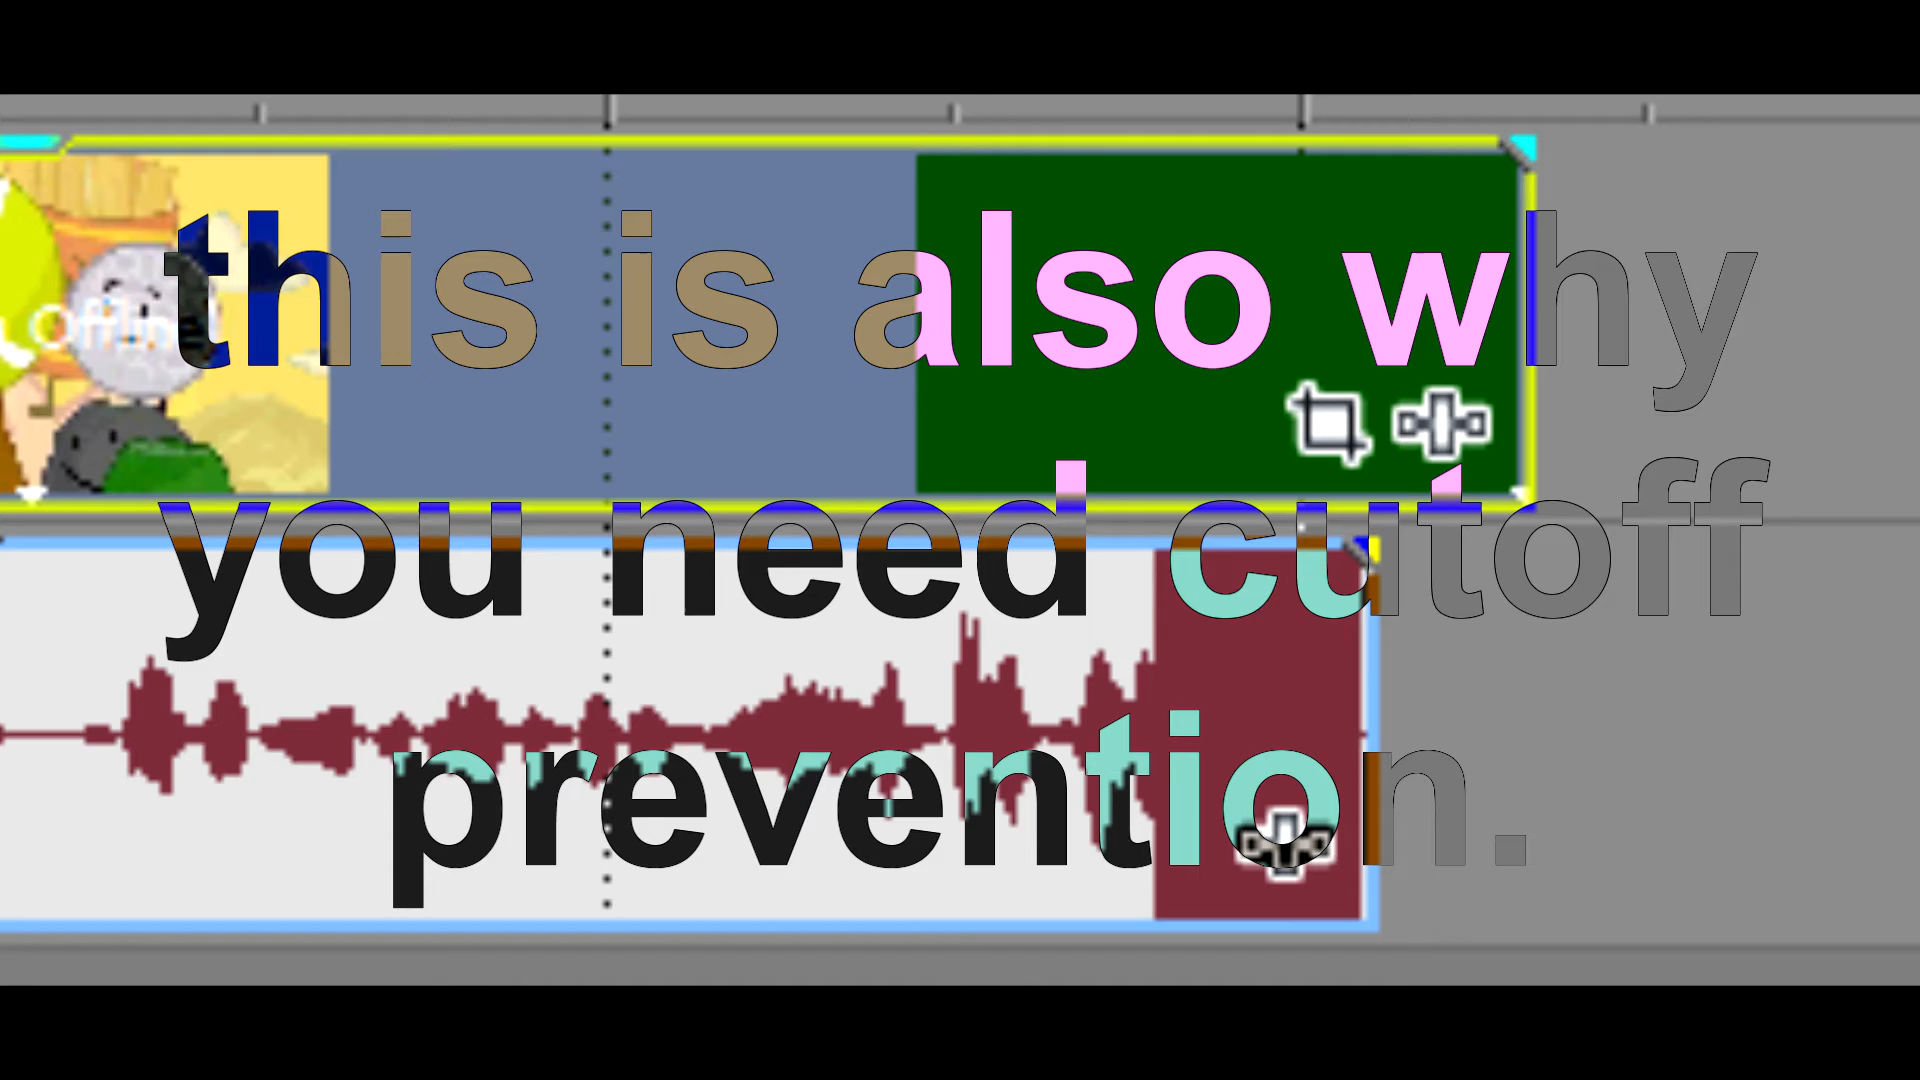 this is also why
you need cutoff
prevention.